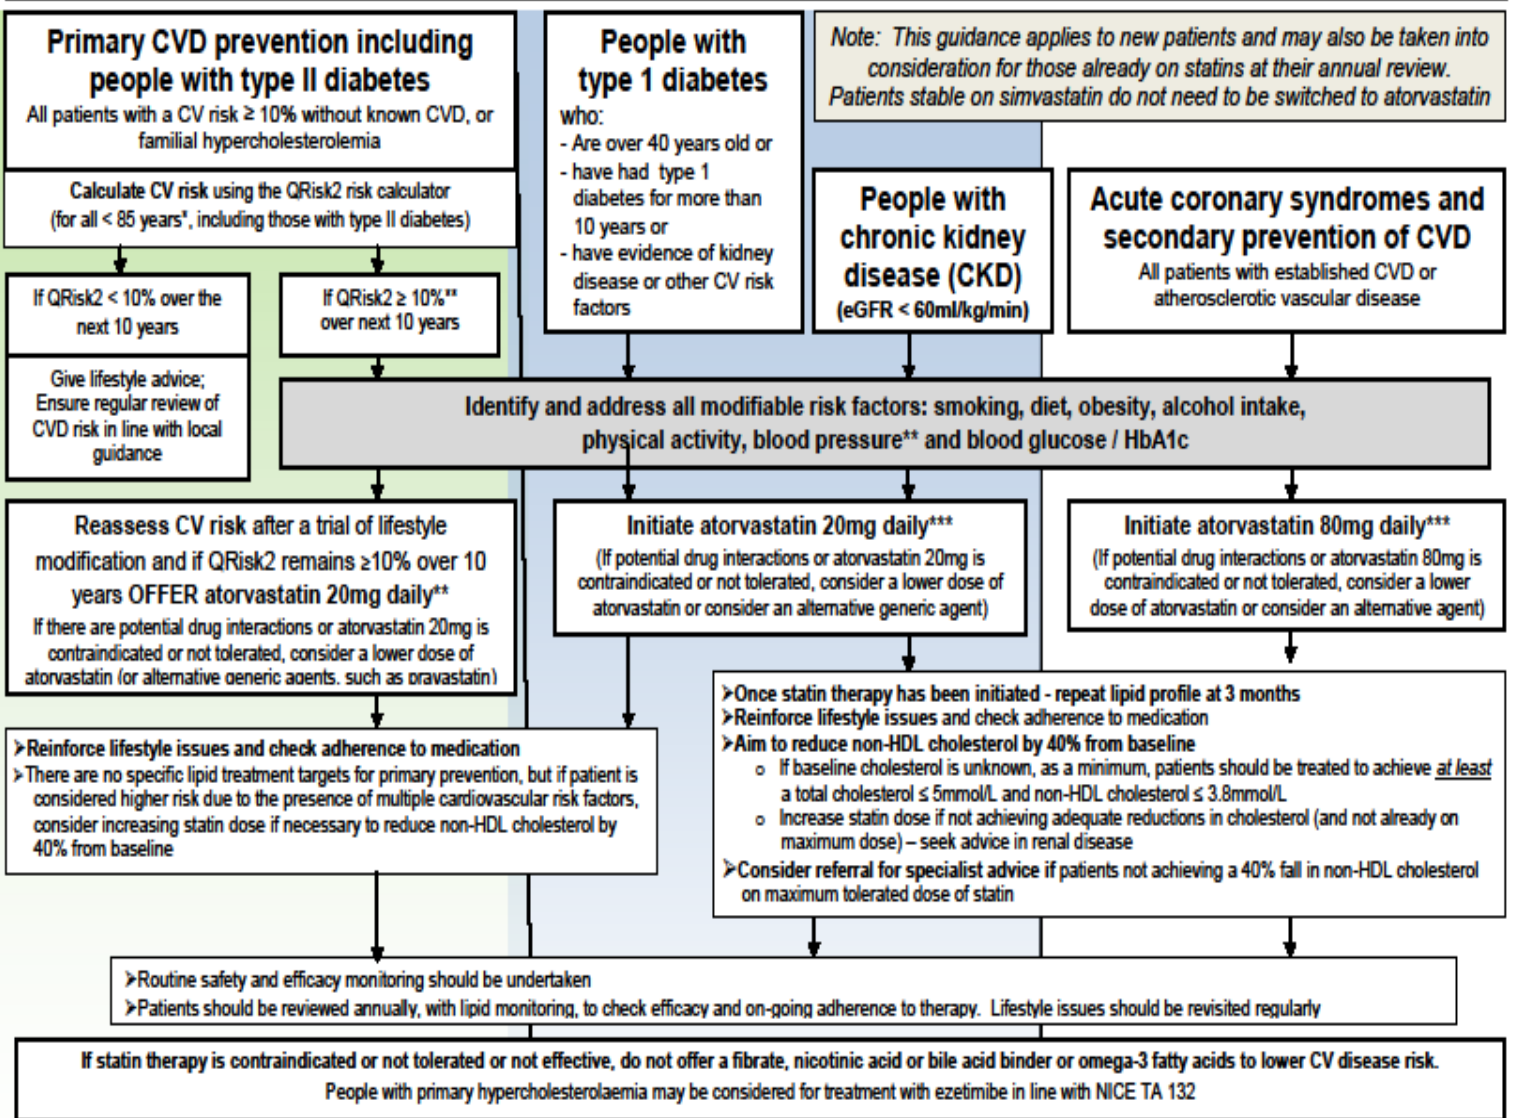 Primary CVD prevention including
people with type II diabetes
All patients with a CV risk ≥ 10% without known CVD, or
familial hypercholesterolemia
Calculate CV risk using the QRisk2 risk calculator
(for all < 85 years*, including those with type II diabetes)
If QRisk2 < 10% over the
next 10 years
Give lifestyle advice;
Ensure regular review of
CVD risk in line with local
guidance
If QRisk2 ≥ 10%**
over next 10 years
People with
type 1 diabetes
who:
- Are over 40 years old or
- have had type 1
diabetes for more than
10 years or
- have evidence of kidney
disease or other CV risk
factors
Note: This guidance applies to new patients and may also be taken into
consideration for those already on statins at their annual review.
Patients stable on simvastatin do not need to be switched to atorvastatin
People with
chronic kidney
disease (CKD)
(eGFR < 60ml/kg/min)
Acute coronary syndromes and
secondary prevention of CVD
All patients with established CVD or
atherosclerotic vascular disease
Identify and address all modifiable risk factors: smoking, diet, obesity, alcohol intake,
physical activity, blood pressure** and blood glucose / HbA1c
Reassess CV risk after a trial of lifestyle
modification and if QRisk2 remains ≥10% over 10
years OFFER atorvastatin 20mg daily**
If there are potential drug interactions or atorvastatin 20mg is
contraindicated or not tolerated, consider a lower dose of
atorvastatin (or alternative generic agents, such as pravastatin)
Initiate atorvastatin 20mg daily***
(If potential drug interactions or atorvastatin 20mg is
contraindicated or not tolerated, consider a lower dose of
atorvastatin or consider an alternative generic agent)
Initiate atorvastatin 80mg daily***
(If potential drug interactions or atorvastatin 80mg is
contraindicated or not tolerated, consider a lower
dose of atorvastatin or consider an alternative agent)
➢Reinforce lifestyle issues and check adherence to medication
➢There are no specific lipid treatment targets for primary prevention, but if patient is
considered higher risk due to the presence of multiple cardiovascular risk factors,
consider increasing statin dose if necessary to reduce non-HDL cholesterol by
40% from baseline
➢Once statin therapy has been initiated - repeat lipid profile at 3 months
➢Reinforce lifestyle issues and check adherence to medication
➢Aim to reduce non-HDL cholesterol by 40% from baseline
o If baseline cholesterol is unknown, as a minimum, patients should be treated to achieve at least
a total cholesterol ≤ 5mmol/L and non-HDL cholesterol ≤ 3.8mmol/L
o Increase statin dose if not achieving adequate reductions in cholesterol (and not already on
maximum dose) – seek advice in renal disease
➢Consider referral for specialist advice if patients not achieving a 40% fall in non-HDL cholesterol
on maximum tolerated dose of statin
➢Routine safety and efficacy monitoring should be undertaken
➢Patients should be reviewed annually, with lipid monitoring, to check efficacy and on-going adherence to therapy. Lifestyle issues should be revisited regularly
If statin therapy is contraindicated or not tolerated or not effective, do not offer a fibrate, nicotinic acid or bile acid binder or omega-3 fatty acids to lower CV disease risk.
People with primary hypercholesterolaemia may be considered for treatment with ezetimibe in line with NICE TA 132